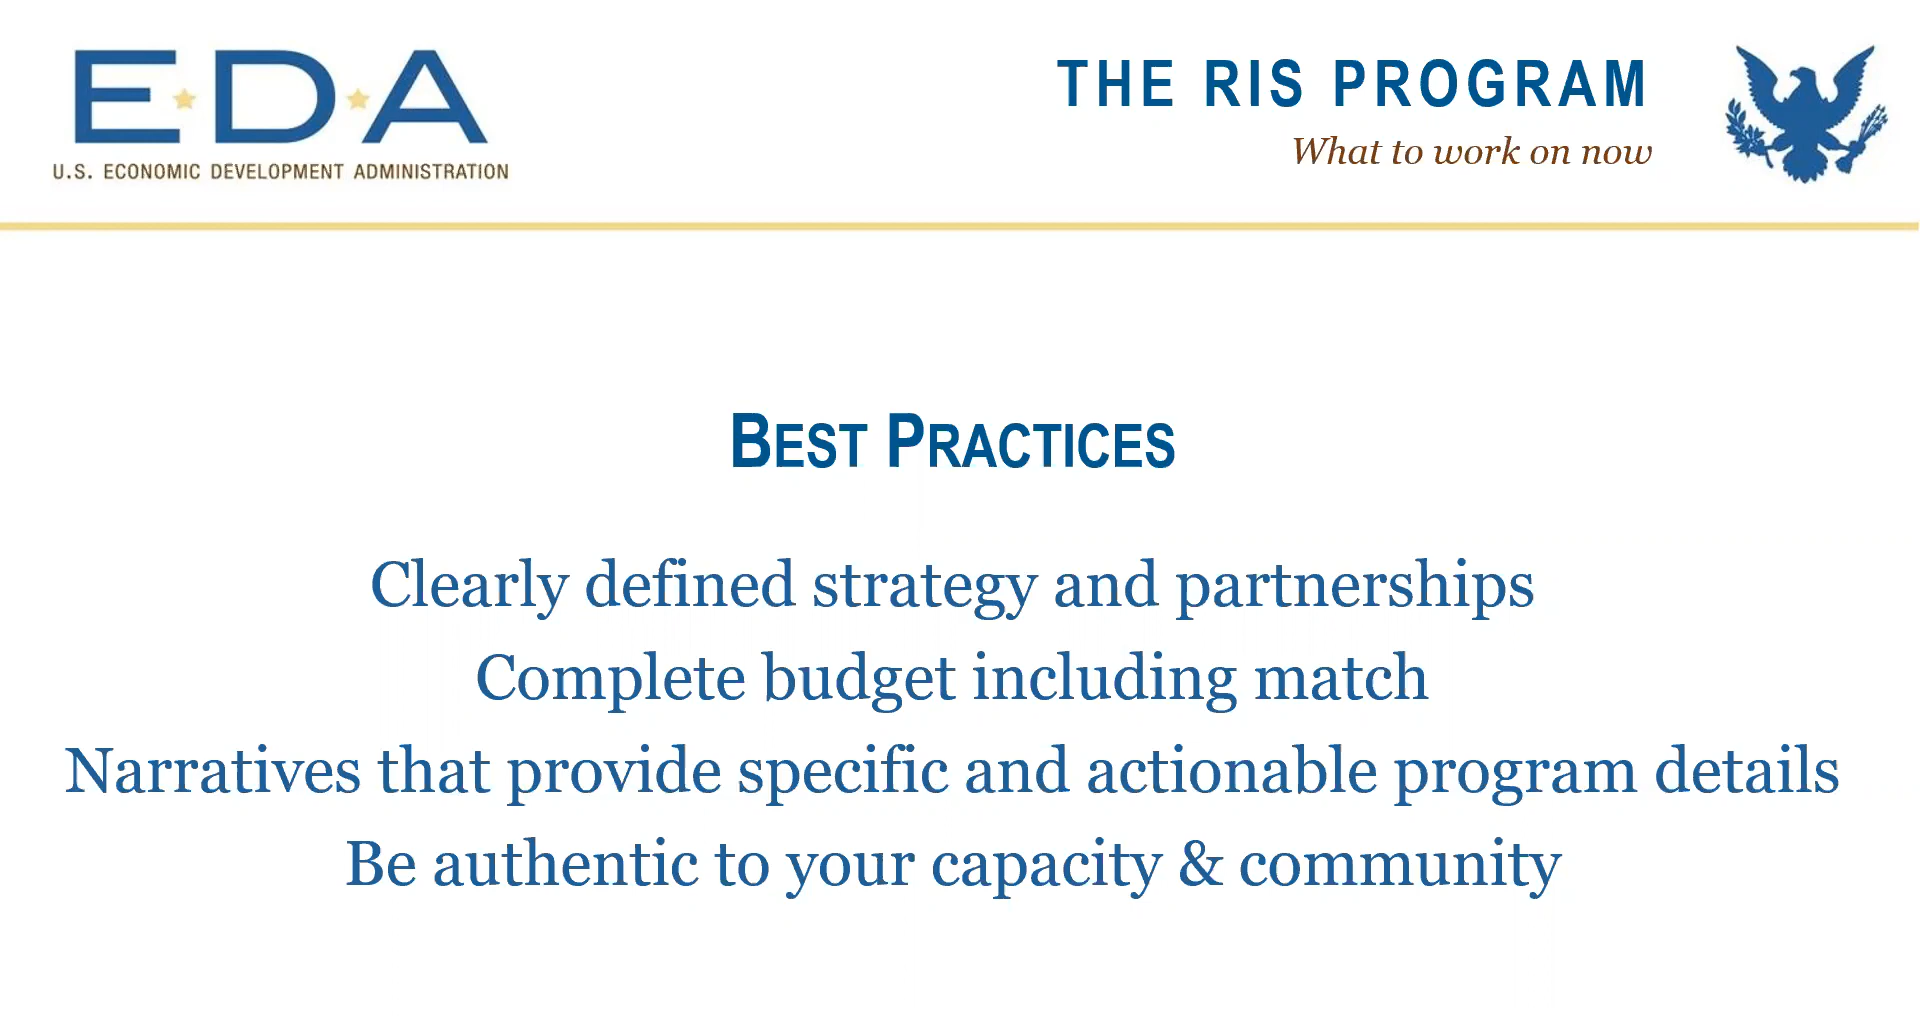 E·D·A
U.S. ECONOMIC DEVELOPMENT ADMINISTRATION
THE RIS PROGRAM
What to work on now
BEST PRACTICES
Clearly defined strategy and partnerships
Complete budget including match
Narratives that provide specific and actionable program details
Be authentic to your capacity & community